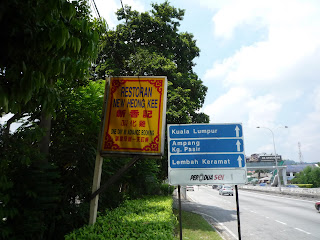 RESTORAN
NEW HEONG KEE
新香記
Kuala Lumpur
Ampang
Kg. Pasir
Lembah Keramat
PERODUA